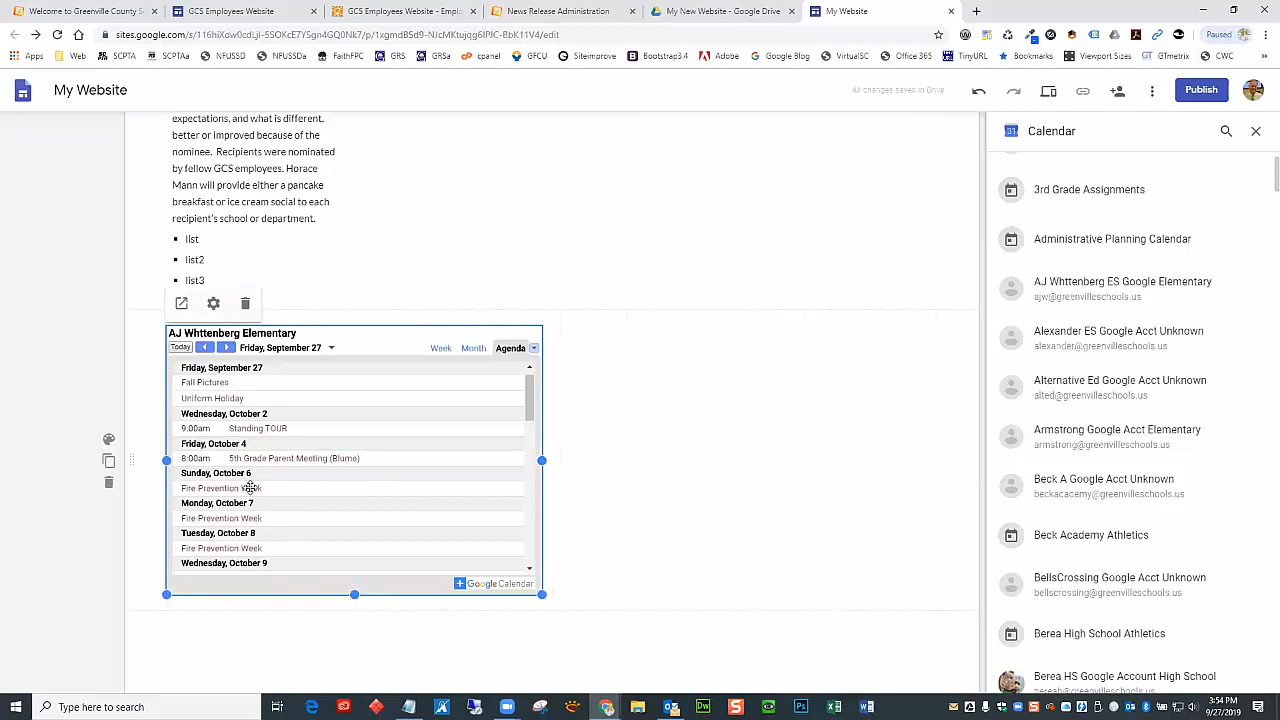 Welcome to Greenville County S
GCS Employees Website
GCS Employees Website - Emplo
News Release Administration
My New Website - Google Drive
My Website
Paused
Apps
Web
SCPTA
SCPTAa
NFUSSD
NFUSSDa
FaithFPC
GRS
GRSa
cpanel
GFCU
Siteimprove
Bootstrap3.4
Adobe
Google Blog
VirtualSC
Office 365
TinyURL
Bookmarks
Viewport Sizes
GTmetrix
CWC
My Website
All changes saved in Drive
Publish
expectations, and what is different,
better or improved because of the
nominee. Recipients were nominated
by fellow GCS employees. Horace
Mann will provide either a pancake
breakfast or ice cream social to each
recipient's school or department.
list
list2
list3
AJ Whttenberg Elementary
Today
Friday, September 27
Week
Month
Agenda
Friday, September 27
Fall Pictures
Uniform Holiday
Wednesday, October 2
9:00am Standing TOUR
Friday, October 4
8:00am 5th Grade Parent Meeting (Blume)
Sunday, October 6
Fire Prevention Week
Monday, October 7
Fire Prevention Week
Tuesday, October 8
Fire Prevention Week
Wednesday, October 9
Google Calendar
31
Calendar
3rd Grade Assignments
Administrative Planning Calendar
AJ Whttenberg ES Google Elementary
ajw@greenvilleschools.us
Alexander ES Google Acct Unknown
alexander@greenvilleschools.us
Alternative Ed Google Acct Unknown
alted@greenvilleschools.us
Armstrong Google Acct Elementary
armstrong@greenvilleschools.us
Beck A Google Acct Unknown
beckacademy@greenvilleschools.us
Beck Academy Athletics
BellsCrossing Google Acct Unknown
bellscrossing@greenvilleschools.us
Berea High School Athletics
Berea HS Google Account High School
Type here to search
3:54 PM
9/27/2019